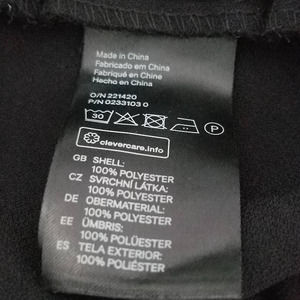 Made in China
Fabricado em China
Fabriqué en Chine
Hecho en China
O/N 221420
P/N 0233103 0
30 P
clevercare.info
GB SHELL:
100% POLYESTER
CZ SVRCHNÍ LÁTKA:
100% POLYESTER
DE OBERMATERIAL:
100% POLYESTER
EE ÜMBRIS:
100% POLÜESTER
ES TELA EXTERIOR:
100% POLIÉSTER